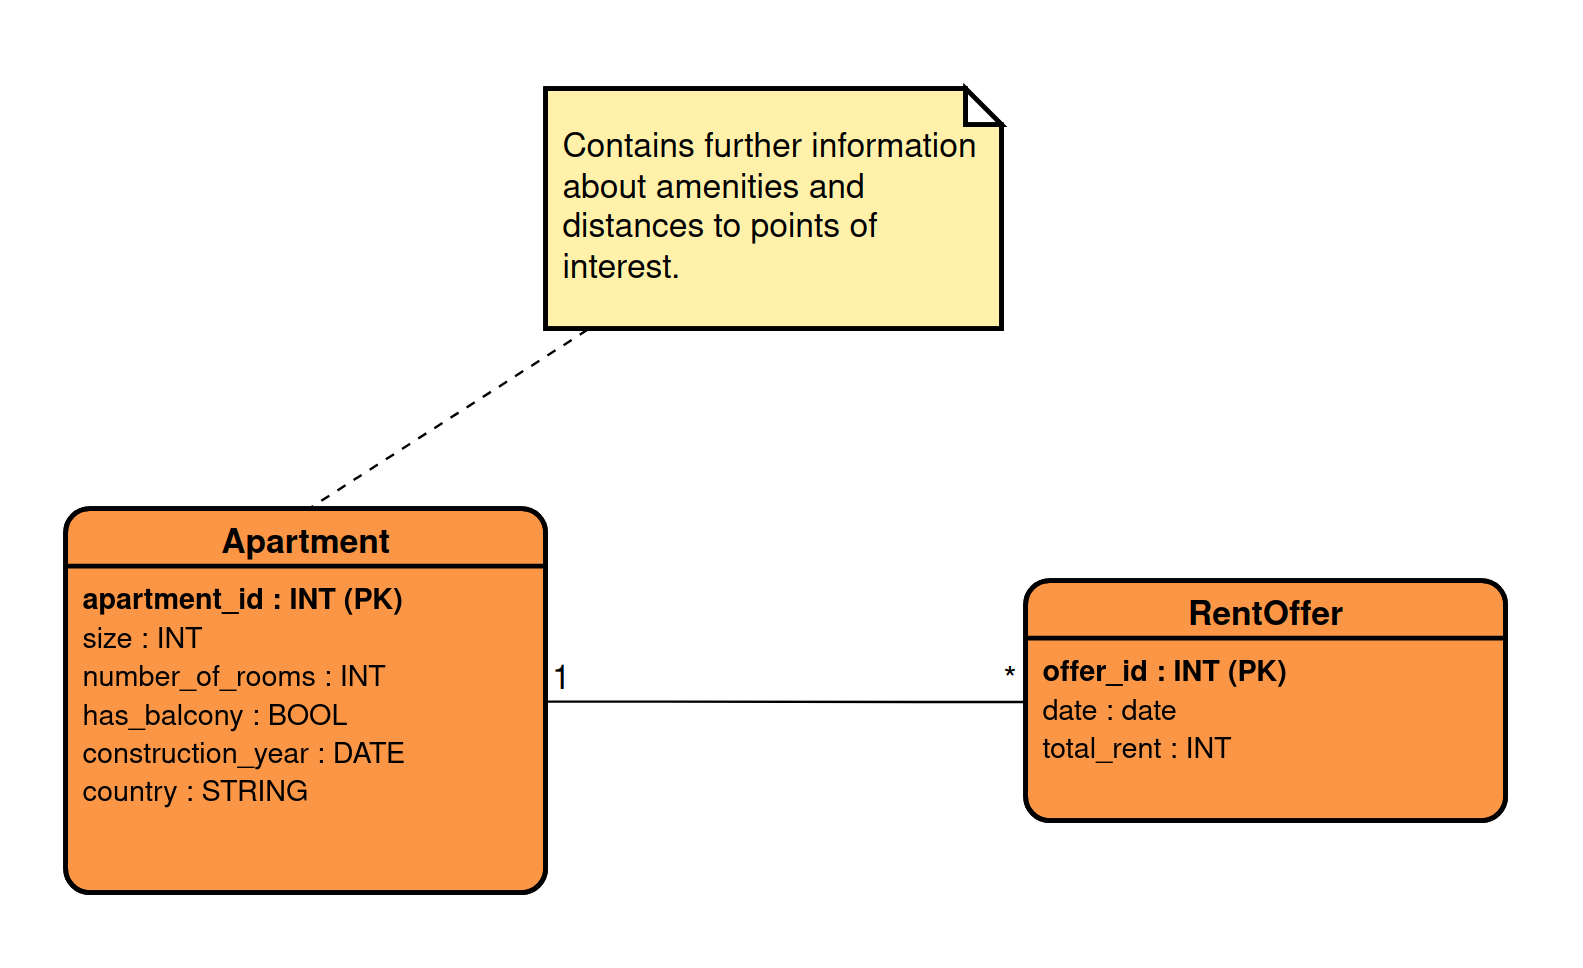 Contains further information
about amenities and
distances to points of
interest.
Apartment
apartment_id : INT (PK)
size : INT
number_of_rooms : INT
has_balcony : BOOL
construction_year : DATE
country : STRING
1
*
RentOffer
offer_id : INT (PK)
date : date
total_rent : INT